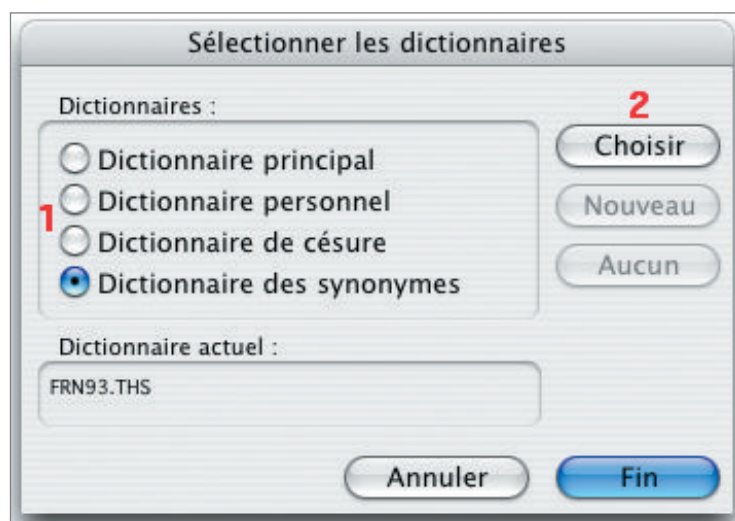 Sélectionner les dictionnaires
Dictionnaires :
2
Choisir
Dictionnaire principal
Dictionnaire personnel
Nouveau
1
Dictionnaire de césure
Aucun
Dictionnaire des synonymes
Dictionnaire actuel :
FRN93.THS
Annuler
Fin